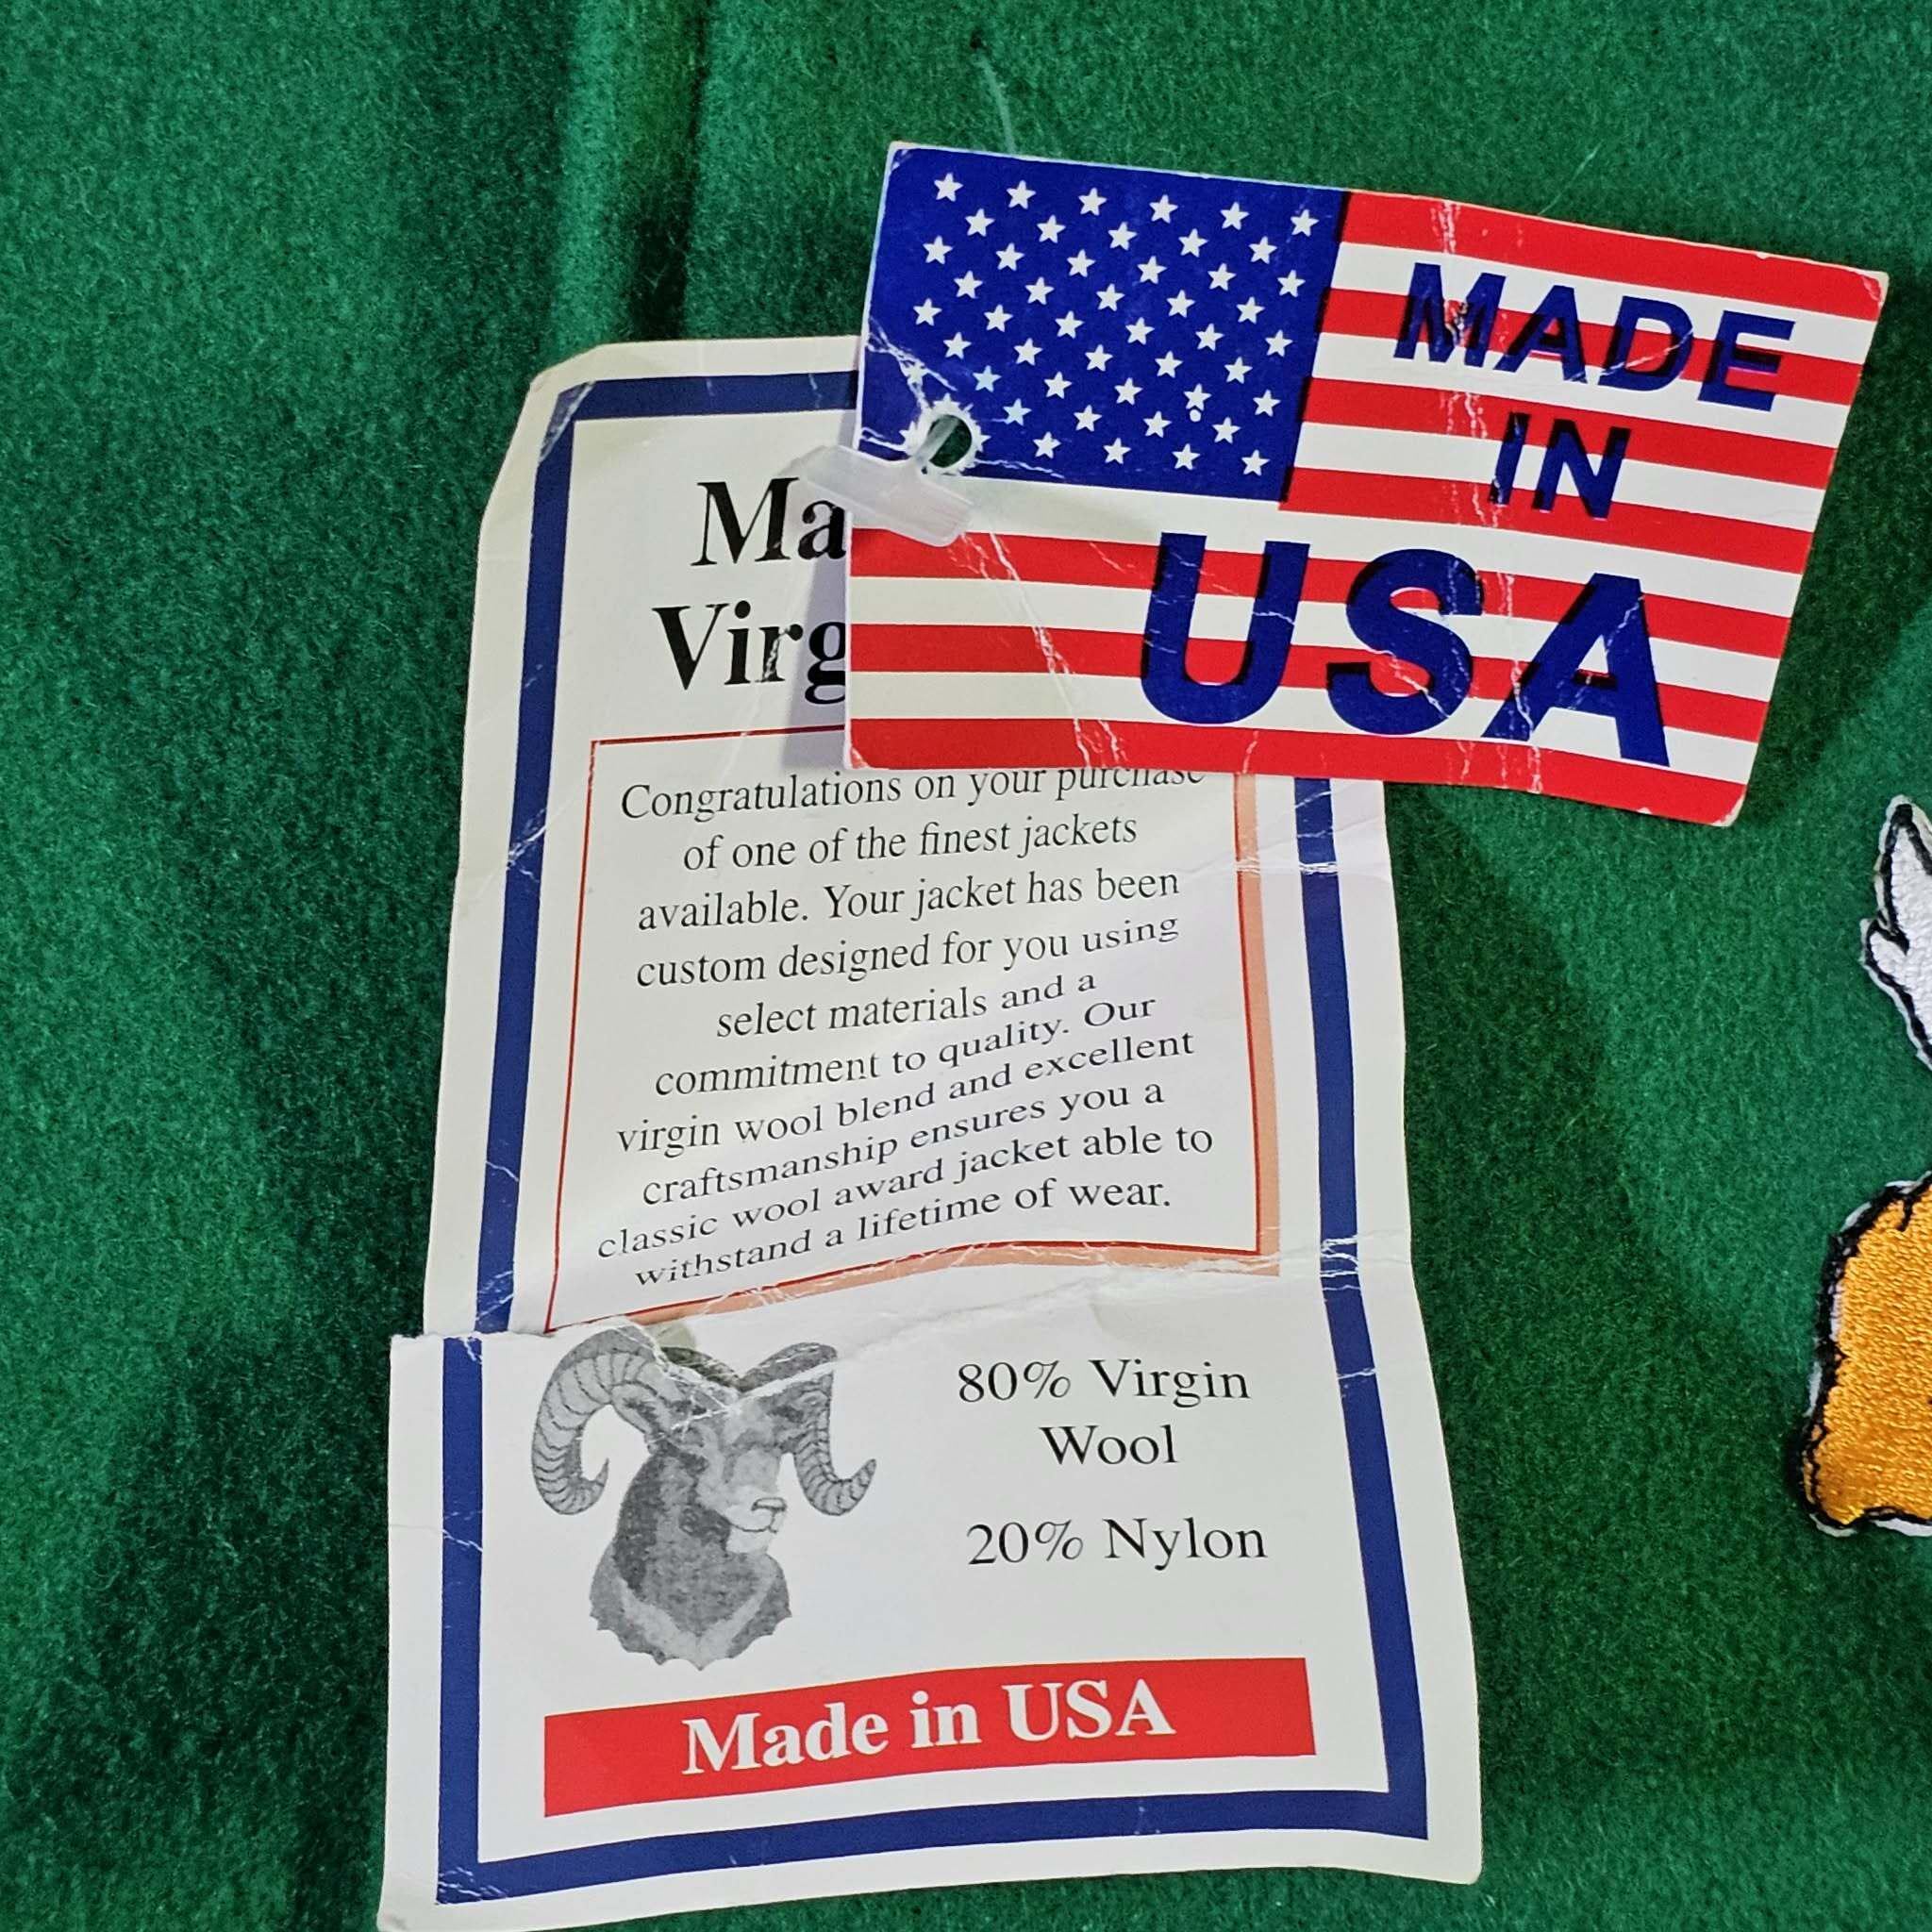 MADE
IN
USA
Ma
Virg
Congratulations on your purchase
of one of the finest jackets
available. Your jacket has been
custom designed for you using
select materials and a
commitment to quality. Our
virgin wool blend and excellent
craftsmanship ensures you a
classic wool award jacket able to
withstand a lifetime of wear.
80% Virgin
Wool
20% Nylon
Made in USA